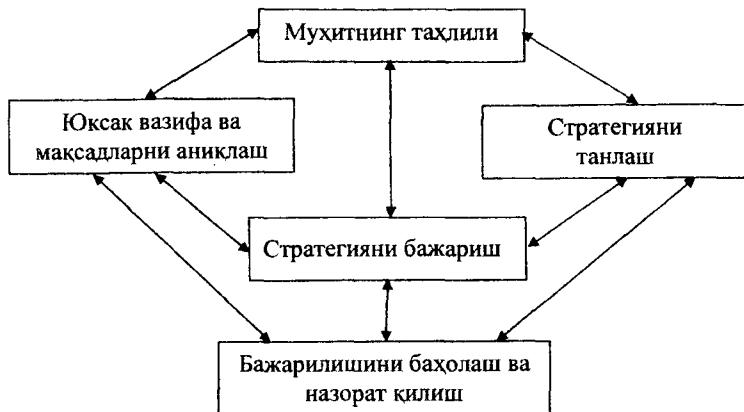 Муҳитнинг таҳлили
Юксак вазифа ва
мақсадларни аниқлаш
Стратегияни
танлаш
Стратегияни бажариш
Бажарилишини баҳолаш ва
назорат қилиш